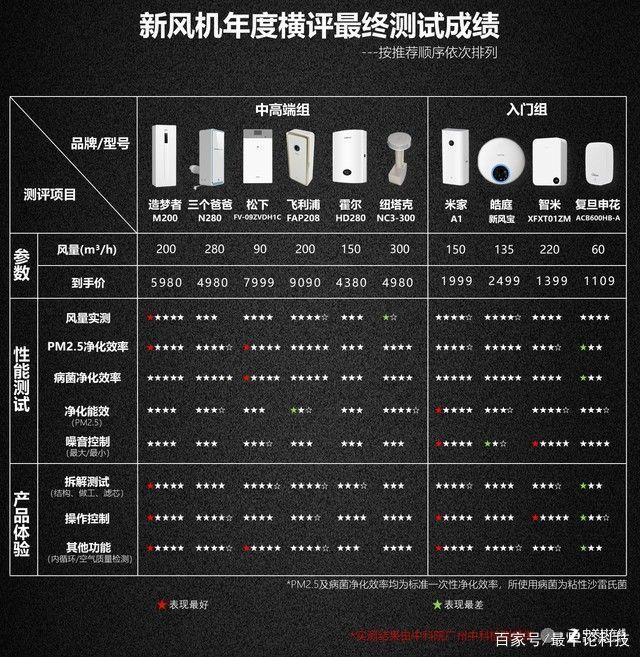 新风机年度横评最终测试成绩
---按推荐顺序依次排列
品牌/型号
测评项目
中高端组
入门组
造梦者 三个爸爸 松下 飞利浦 霍尔 纽塔克 米家 皓庭 智米 复旦申花
M200 N280 FV-09ZVDH1C FAP208 HD280 NC3-300 A1 新风宝 XFXT01ZM ACB600HB-A
参数
风量(m³/h) 200 280 90 200 150 300 150 135 220 60
到手价 5980 4980 7999 9090 4380 4980 1999 2499 1399 1109
性能测试
风量实测
PM2.5净化效率
病菌净化效率
净化能效
(PM2.5)
噪音控制
(最大/最小)
产品体验
拆解测试
(结构、做工、滤芯)
操作控制
其他功能
(内循环/空气质量检测)
*PM2.5及病菌净化效率均为标准一次性净化效率，所使用病菌为粘性沙雷氏菌
★表现最好
★表现最差
*实测结果由中科院广州中科
百家号/最早论科技